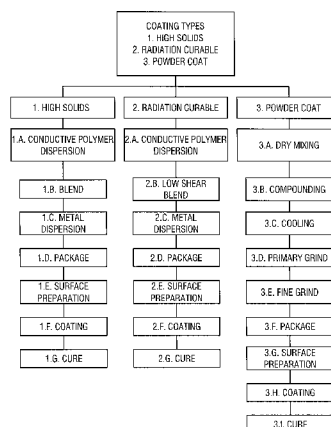 COATING TYPES
1. HIGH SOLIDS
2. RADIATION CURABLE
3. POWDER COAT
1. HIGH SOLIDS
1.A. CONDUCTIVE POLYMER
DISPERSION
1.B. BLEND
1.C. METAL
DISPERSION
1.D. PACKAGE
1.E. SURFACE
PREPARATION
1.F. COATING
1.G. CURE
2. RADIATION CURABLE
2.A. CONDUCTIVE POLYMER
DISPERSION
2.B. LOW SHEAR
BLEND
2.C. METAL
DISPERSION
2.D. PACKAGE
2.E. SURFACE
PREPARATION
2.F. COATING
2.G. CURE
3. POWDER COAT
3.A. DRY MIXING
3.B. COMPOUNDING
3.C. COOLING
3.D. PRIMARY GRIND
3.E. FINE GRIND
3.F. PACKAGE
3.G. SURFACE
PREPARATION
3.H. COATING
3.I. CURE